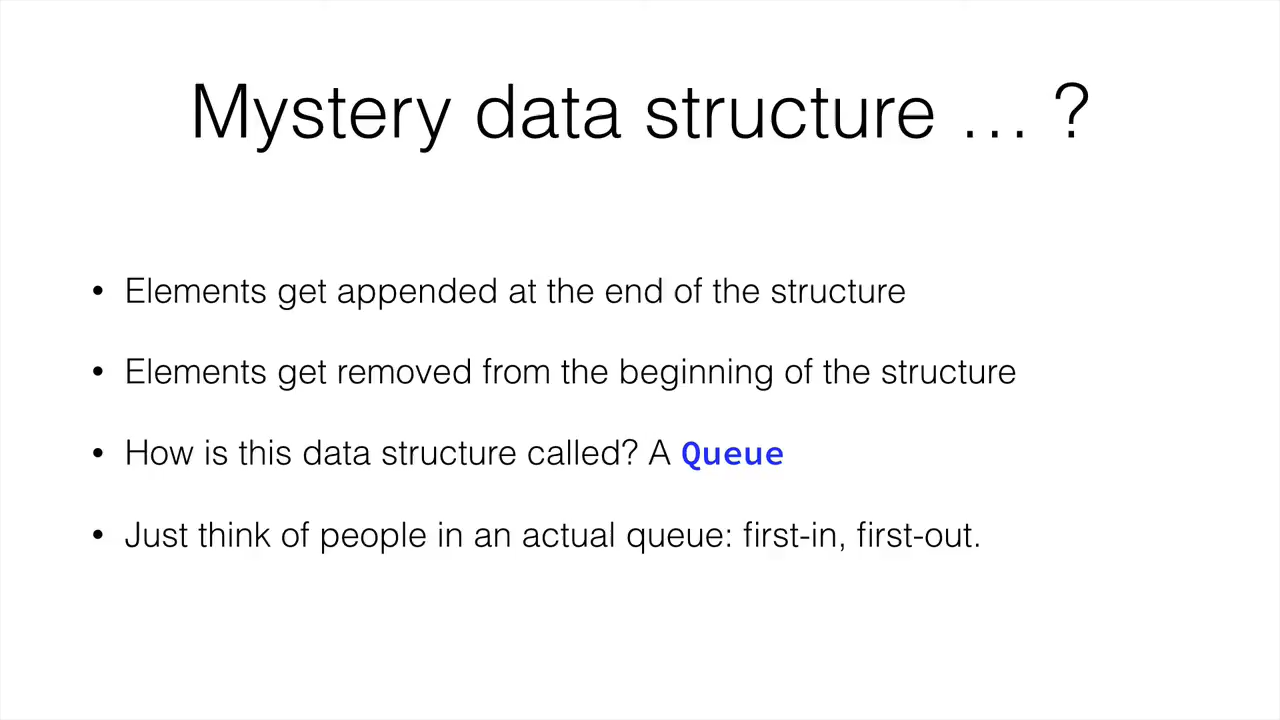 Mystery data structure … ?
• Elements get appended at the end of the structure
• Elements get removed from the beginning of the structure
• How is this data structure called? A Queue
• Just think of people in an actual queue: first-in, first-out.